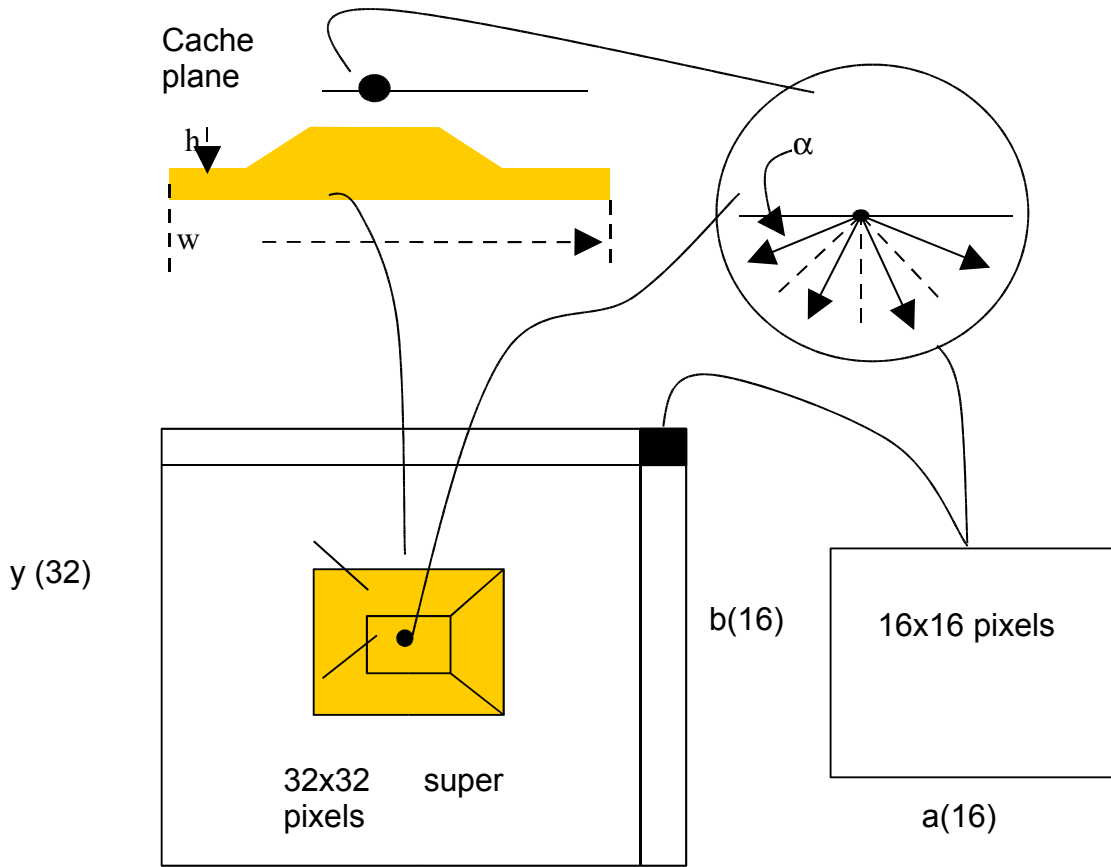 Cache
plane
h
α
w
y (32)
b(16)
16x16 pixels
32x32 super
pixels
a(16)